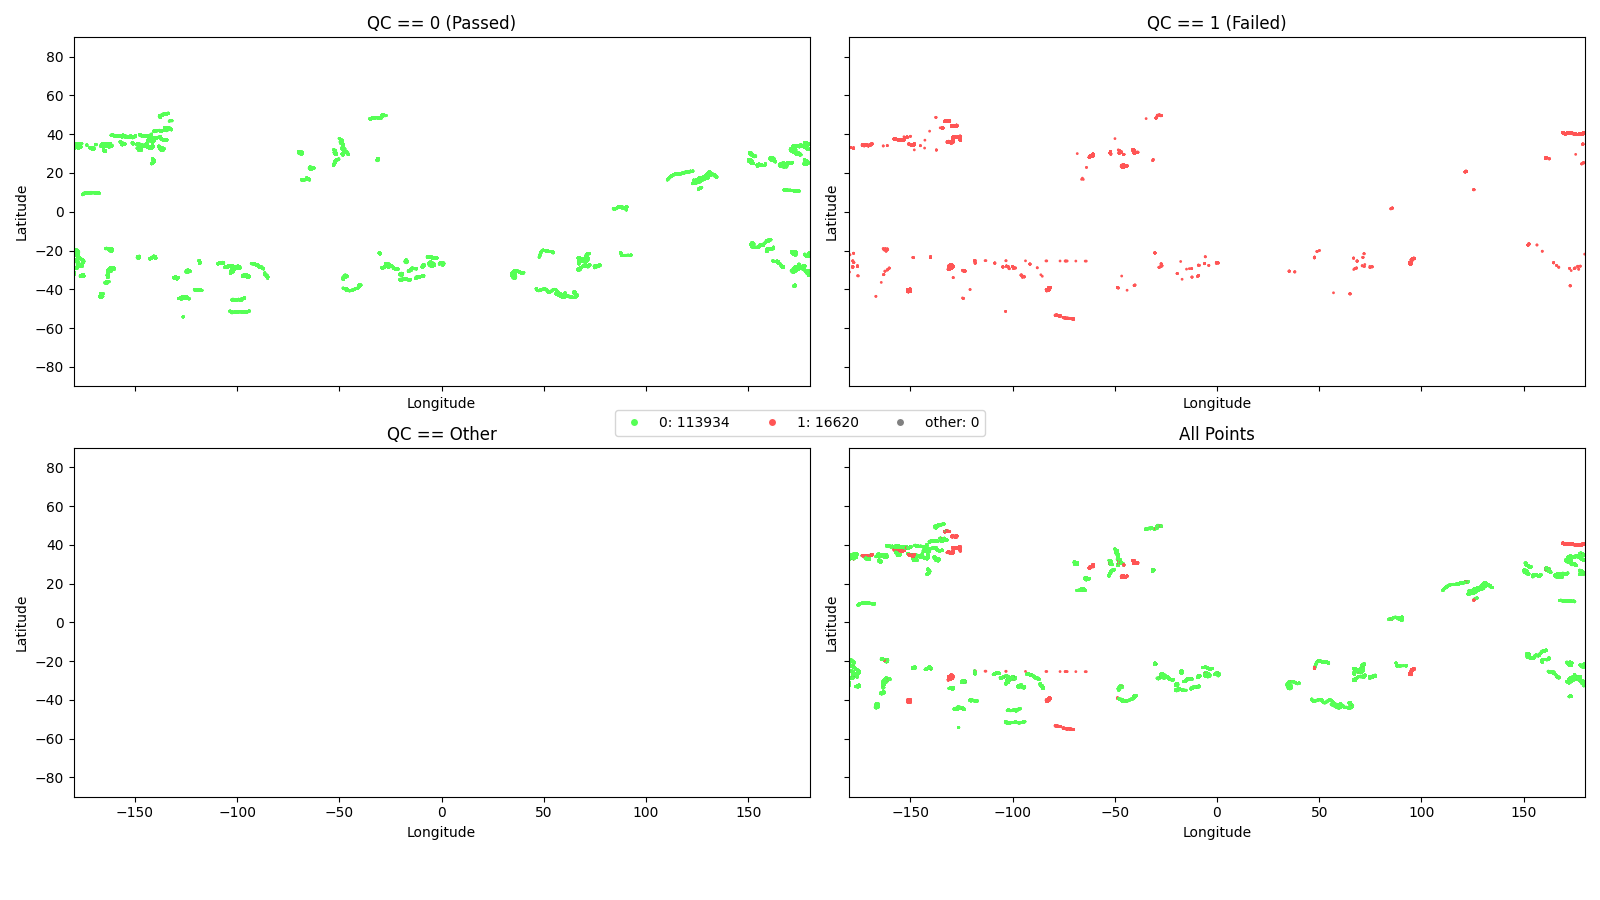 QC == 0 (Passed)
QC == 1 (Failed)
80
60
40
20
0
−20
−40
−60
−80
Latitude
Latitude
Longitude
Longitude
0: 113934
1: 16620
other: 0
QC == Other
All Points
80
60
40
20
0
−20
−40
−60
−80
Latitude
Latitude
−150
−100
−50
0
50
100
150
−150
−100
−50
0
50
100
150
Longitude
Longitude